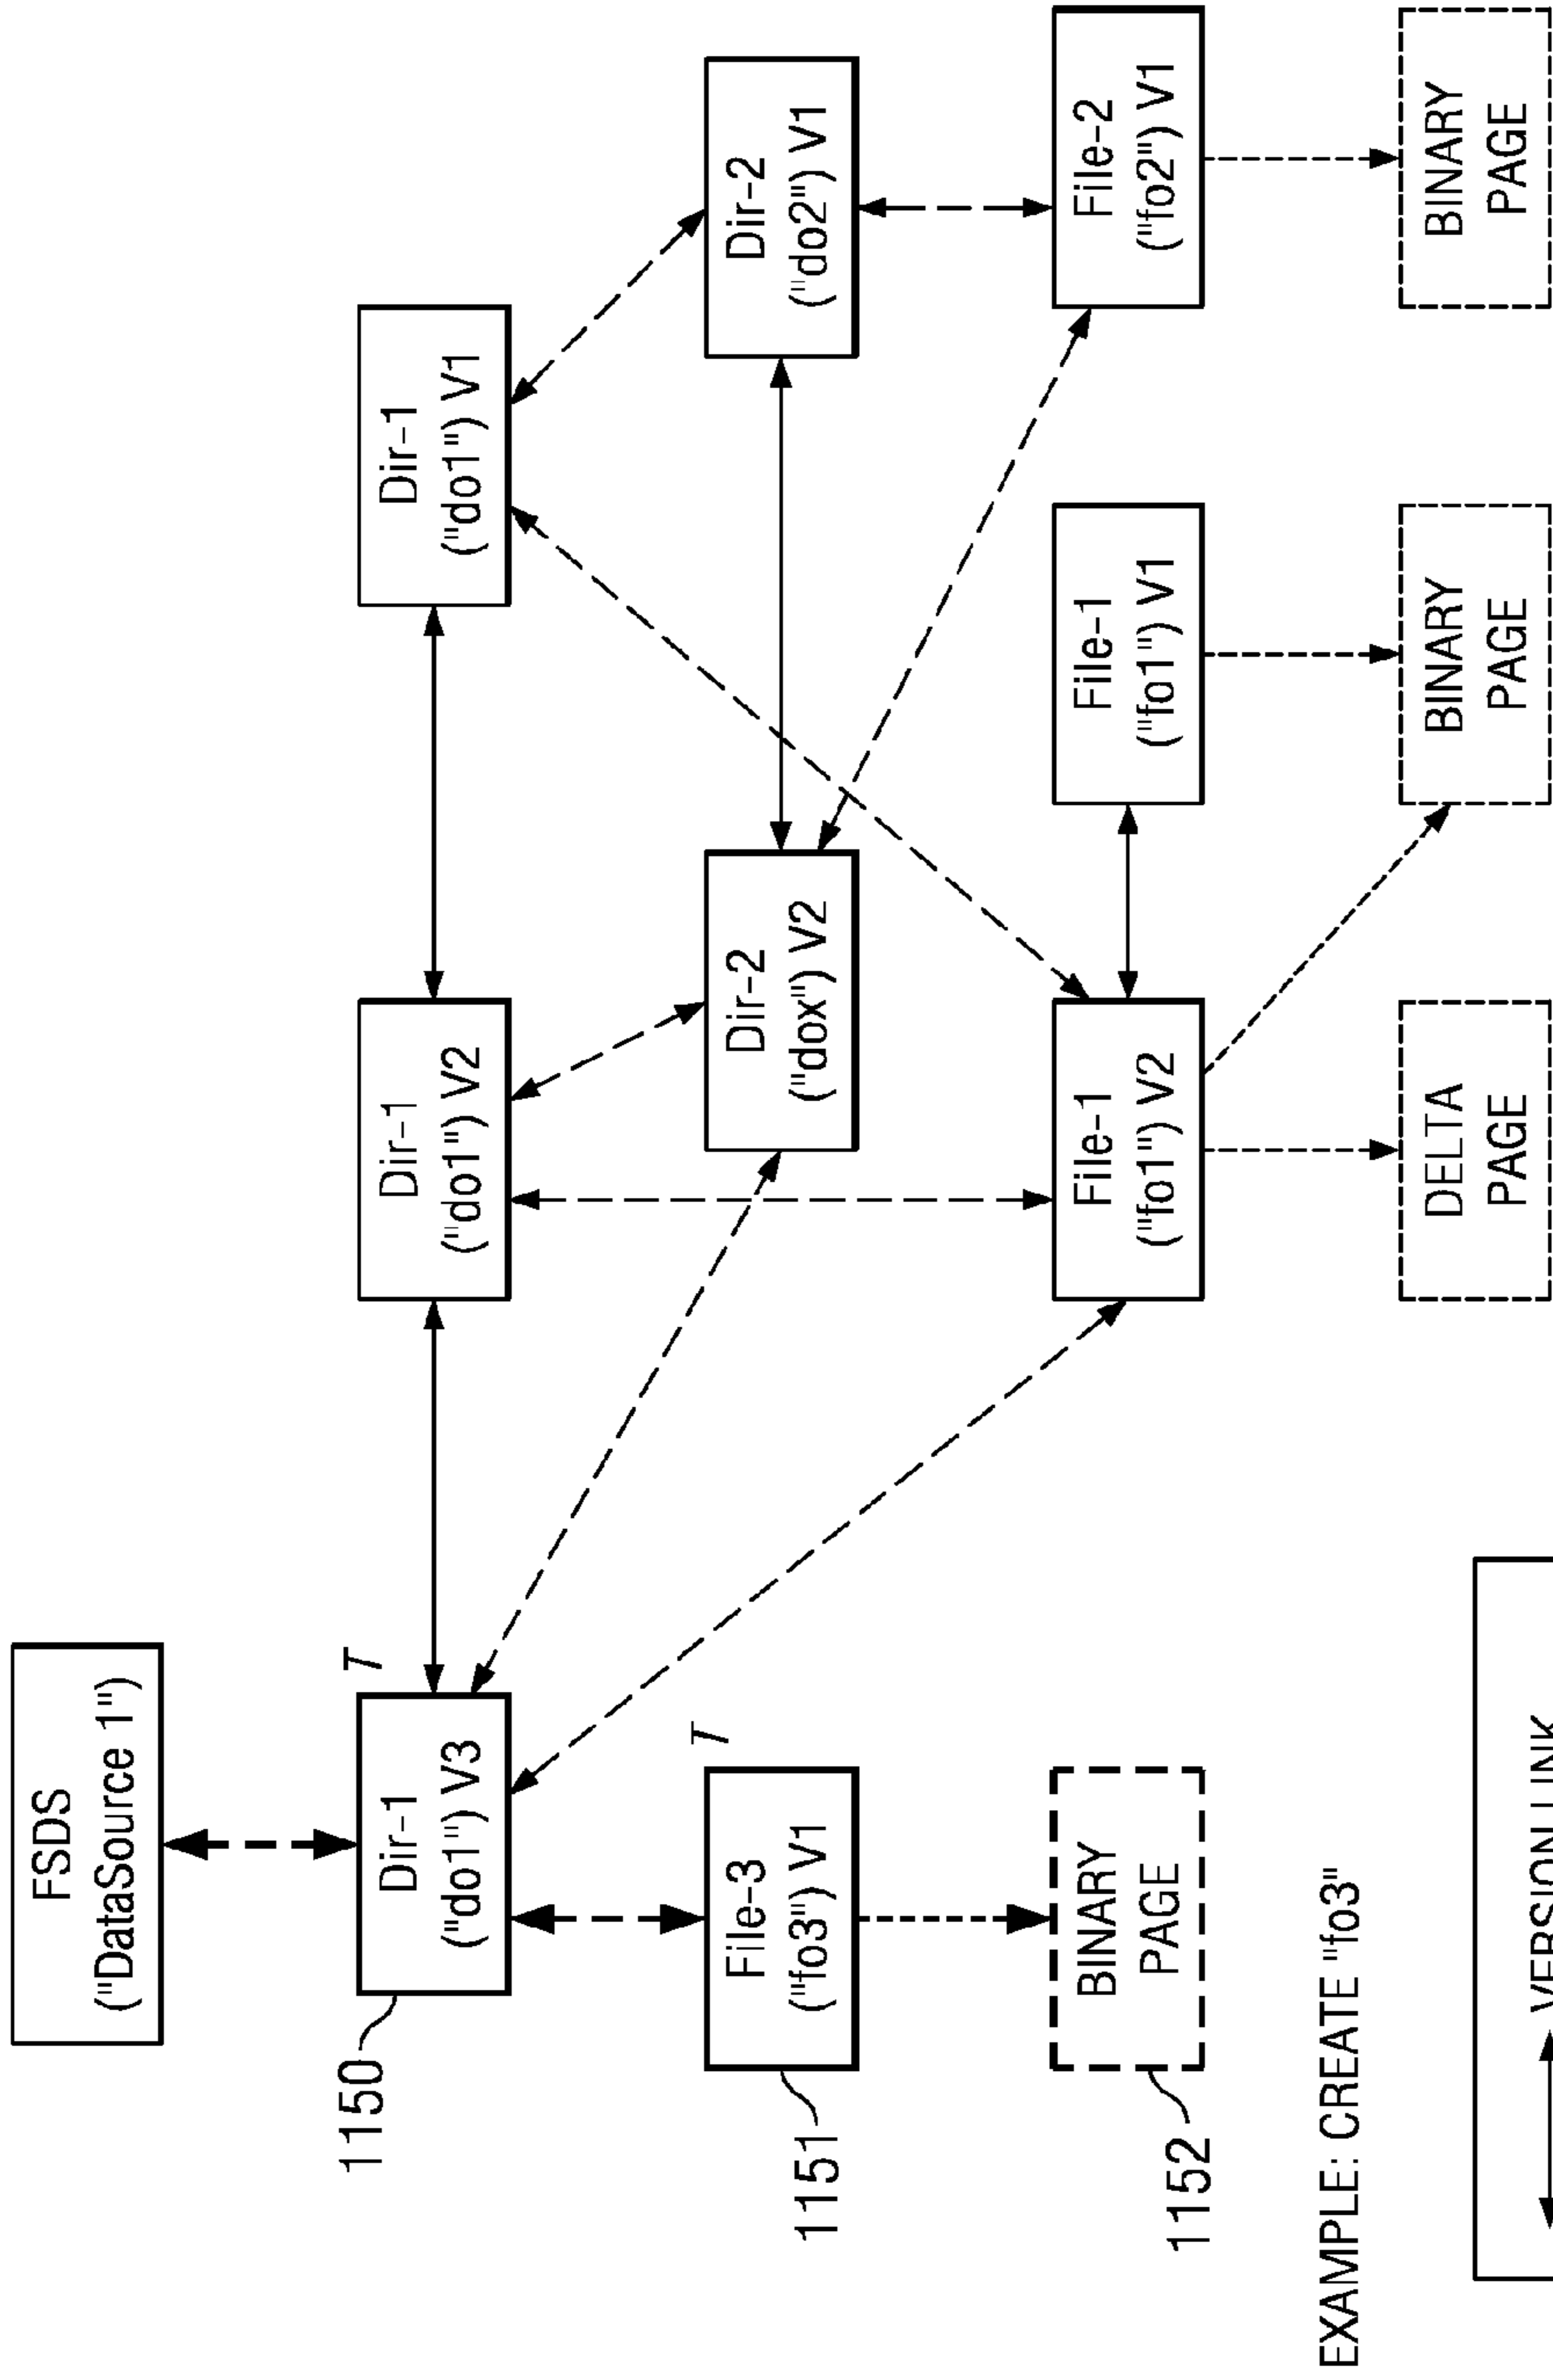 FSDS
("DataSource 1")
T
Dir-1
("do1") V3
1150
Dir-1
("do1") V2
Dir-1
("do1") V1
T
File-3
("fo3") V1
1151
Dir-2
("dox") V2
Dir-2
("do2") V1
BINARY
PAGE
1152
File-1
("fo1") V2
File-1
("fo1") V1
File-2
("fo2") V1
EXAMPLE: CREATE "fo3"
DELTA
PAGE
BINARY
PAGE
BINARY
PAGE
VERSION LINK